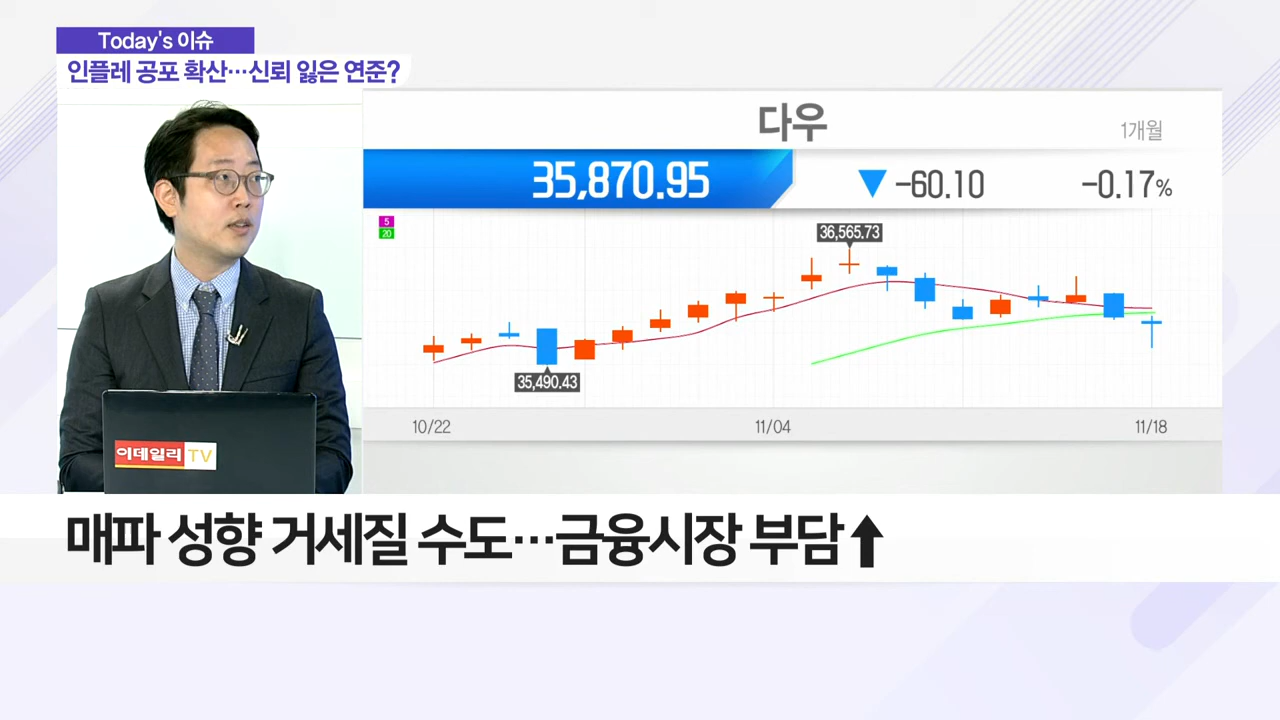 Today's 이슈
인플레 공포 확산…신뢰 잃은 연준?
다우
1개월
35,870.95
▼ -60.10
-0.17%
5
20
36,565.73
35,490.43
10/22
11/04
11/18
이데일리 TV
매파 성향 거세질 수도…금융시장 부담↑